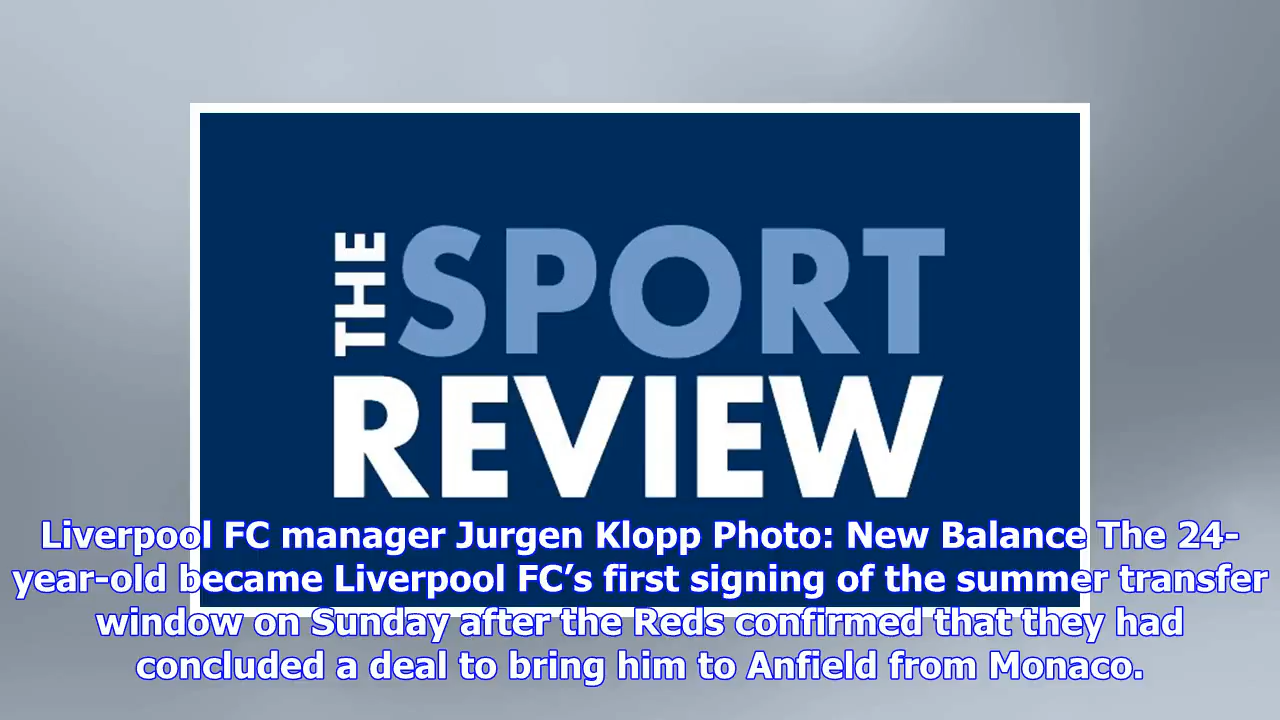 THE SPORT
REVIEW
Liverpool FC manager Jurgen Klopp Photo: New Balance The 24-
year-old became Liverpool FC’s first signing of the summer transfer
window on Sunday after the Reds confirmed that they had
concluded a deal to bring him to Anfield from Monaco.